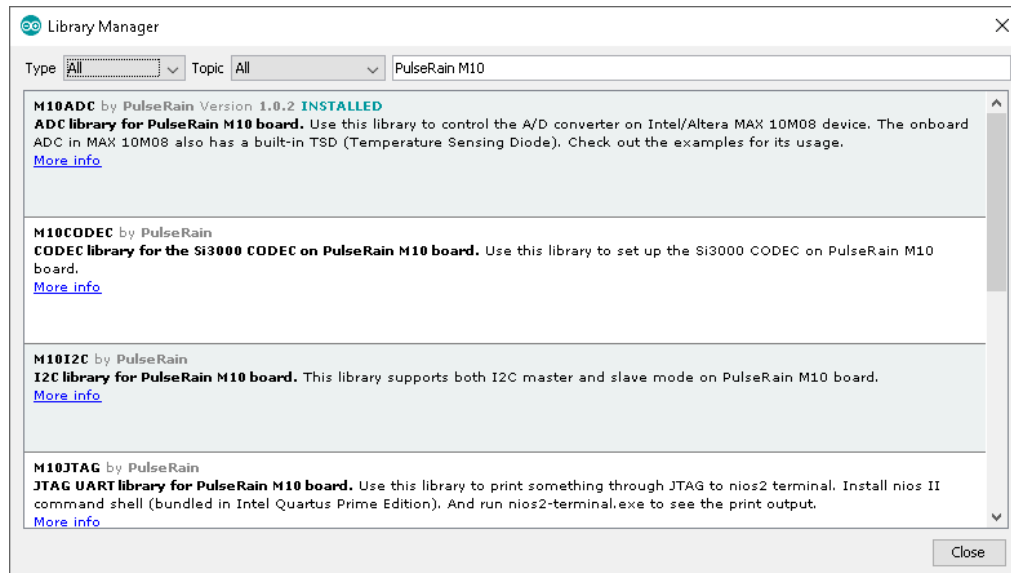 Library Manager
Type All Topic All PulseRain M10
M10ADC by PulseRain Version 1.0.2 INSTALLED
ADC library for PulseRain M10 board. Use this library to control the A/D converter on Intel/Altera MAX 10M08 device. The onboard
ADC in MAX 10M08 also has a built-in TSD (Temperature Sensing Diode). Check out the examples for its usage.
More info
M10CODEC by PulseRain
CODEC library for the Si3000 CODEC on PulseRain M10 board. Use this library to set up the Si3000 CODEC on PulseRain M10
board.
More info
M10I2C by PulseRain
I2C library for PulseRain M10 board. This library supports both I2C master and slave mode on PulseRain M10 board.
More info
M10JTAG by PulseRain
JTAG UART library for PulseRain M10 board. Use this library to print something through JTAG to nios2 terminal. Install nios II
command shell (bundled in Intel Quartus Prime Edition). And run nios2-terminal.exe to see the print output.
More info
Close